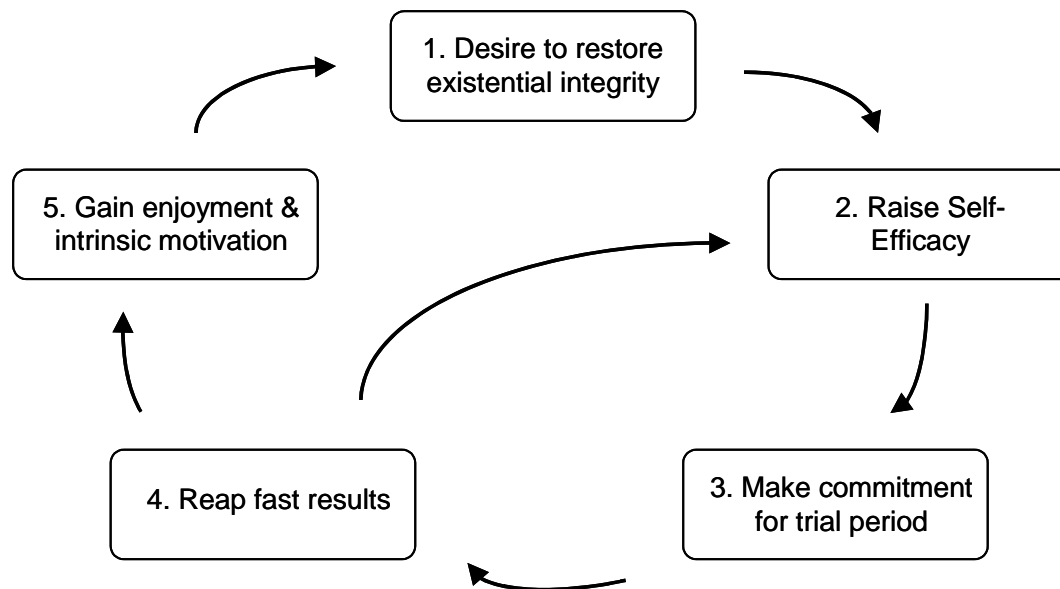 1. Desire to restore
existential integrity
2. Raise Self-
Efficacy
3. Make commitment
for trial period
4. Reap fast results
5. Gain enjoyment &
intrinsic motivation